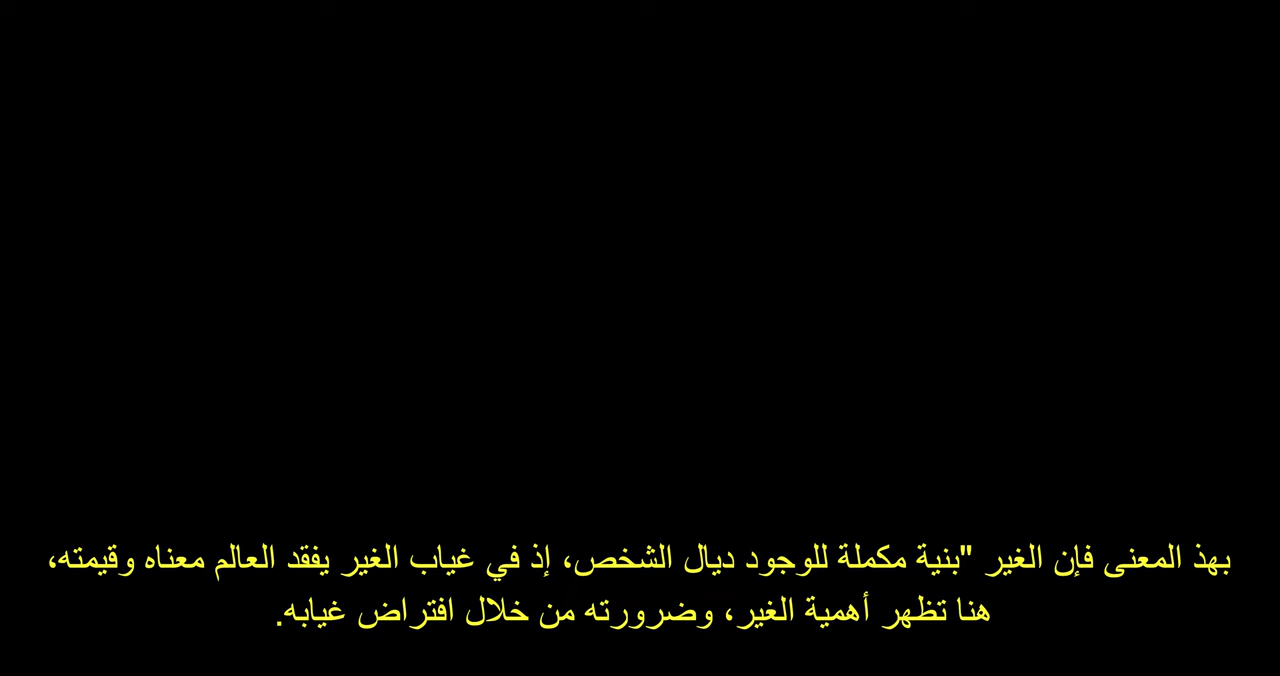 بهذ المعنى فإن الغير "بنية مكملة للوجود ديال الشخص، إذ في غياب الغير يفقد العالم معناه وقيمته،
هنا تظهر أهمية الغير، وضرورته من خلال افتراض غيابه.